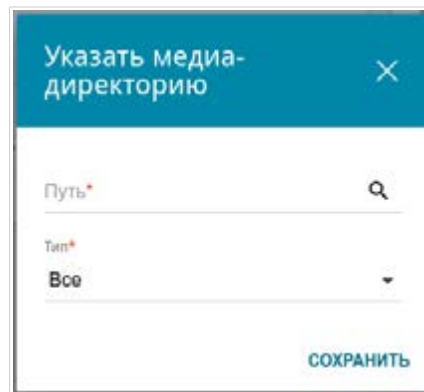 Указать медиа-
директорию
Путь*
Тип*
Все
СОХРАНИТЬ